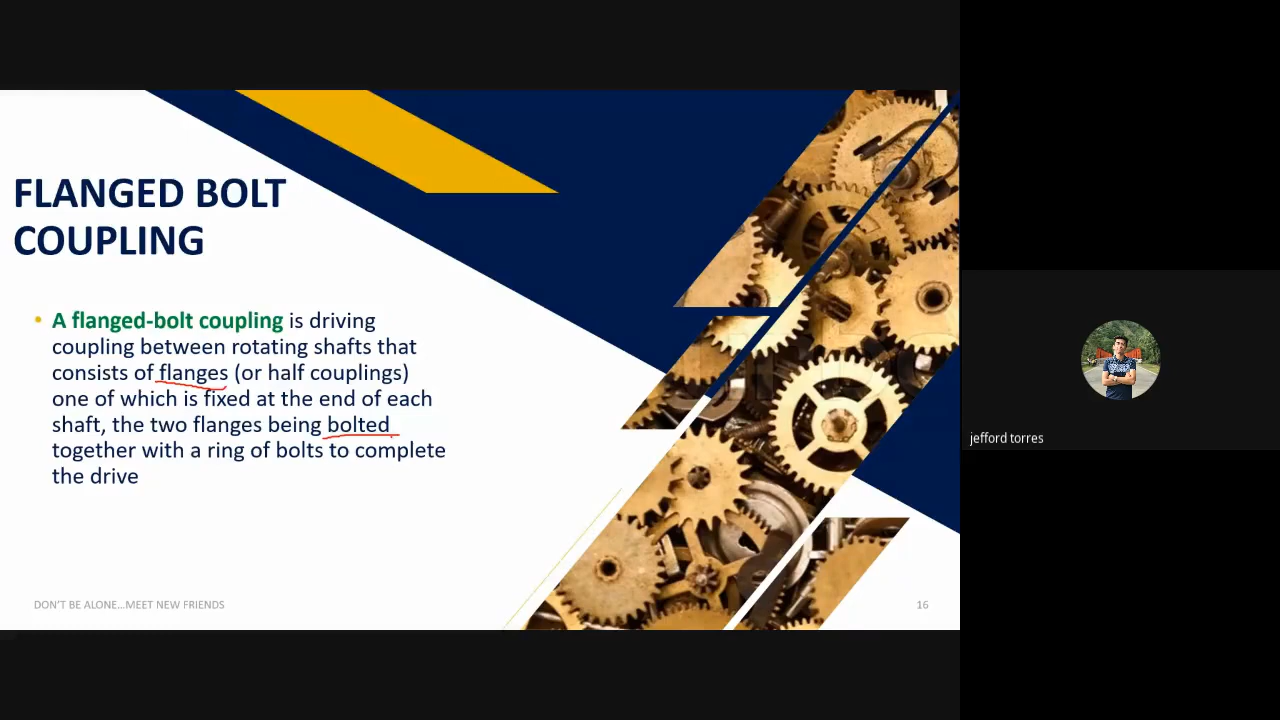 FLANGED BOLT
COUPLING
• A flanged-bolt coupling is driving
coupling between rotating shafts that
consists of flanges (or half couplings)
one of which is fixed at the end of each
shaft, the two flanges being bolted
together with a ring of bolts to complete
the drive
DON'T BE ALONE...MEET NEW FRIENDS
16
jefford torres